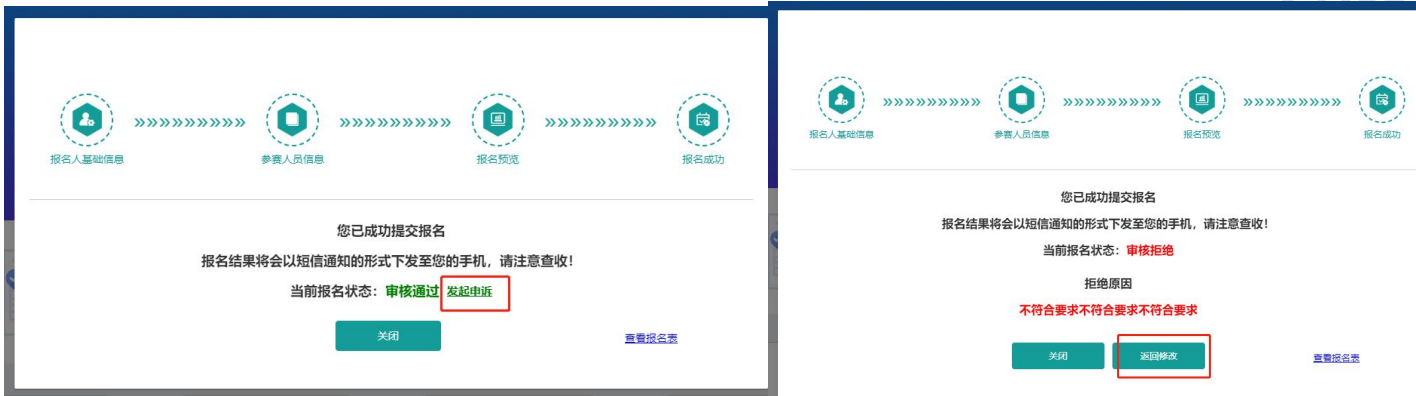 报名人基础信息
参赛人员信息
报名预览
报名成功
您已成功提交报名
报名结果将会以短信通知的形式下发至您的手机，请注意查收！
当前报名状态：审核通过 发起申诉
关闭
查看报名表
报名人基础信息
参赛人员信息
报名预览
报名成功
您已成功提交报名
报名结果将会以短信通知的形式下发至您的手机，请注意查收！
当前报名状态：审核拒绝
拒绝原因
不符合要求不符合要求不符合要求
关闭
返回修改
查看报名表